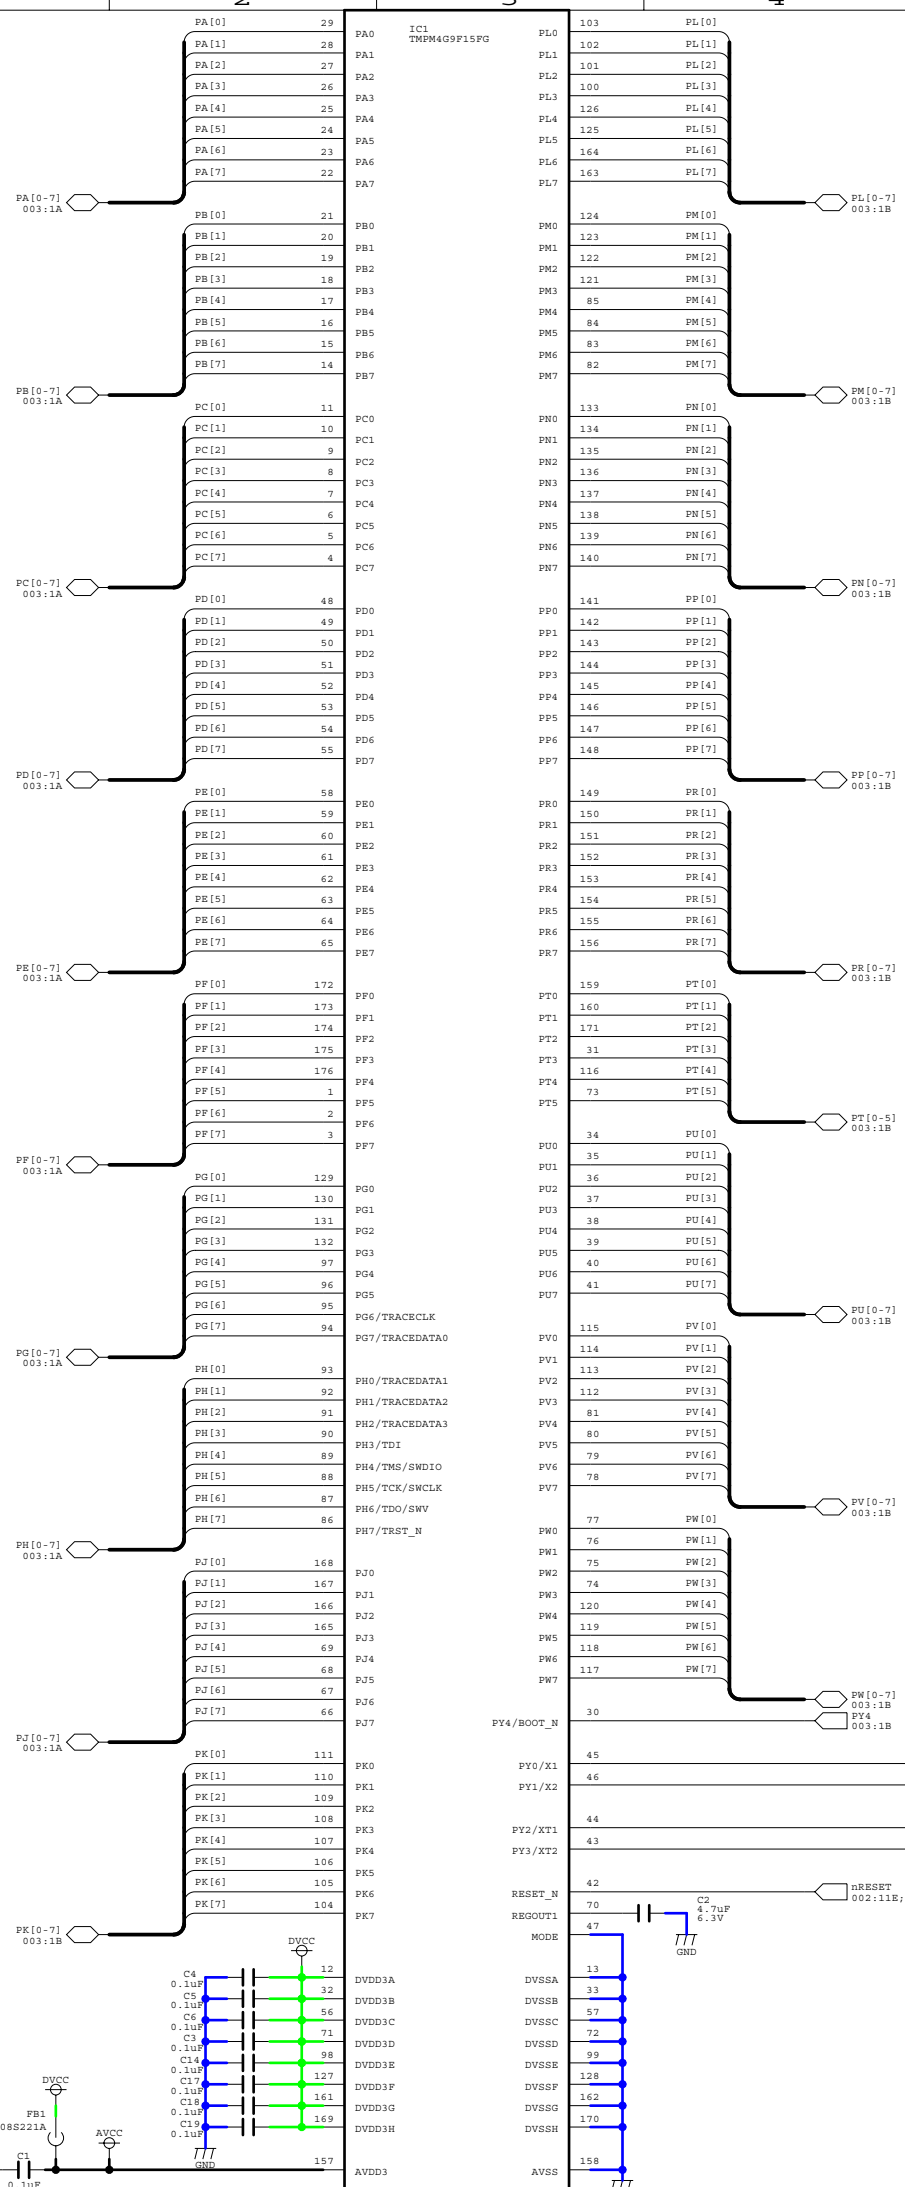 2 3 4
IC1
TMPM4G9F15FG
PA[0] 29 PA0 PL0 103 PL[0]
PA[1] 28 PA1 PL1 102 PL[1]
PA[2] 27 PA2 PL2 101 PL[2]
PA[3] 26 PA3 PL3 100 PL[3]
PA[4] 25 PA4 PL4 126 PL[4]
PA[5] 24 PA5 PL5 125 PL[5]
PA[6] 23 PA6 PL6 164 PL[6]
PA[7] 22 PA7 PL7 163 PL[7]
PA[0-7] PL[0-7]
003:1A 003:1B
PB[0] 21 PB0 PM0 124 PM[0]
PB[1] 20 PB1 PM1 123 PM[1]
PB[2] 19 PB2 PM2 122 PM[2]
PB[3] 18 PB3 PM3 121 PM[3]
PB[4] 17 PB4 PM4 85 PM[4]
PB[5] 16 PB5 PM5 84 PM[5]
PB[6] 15 PB6 PM6 83 PM[6]
PB[7] 14 PB7 PM7 82 PM[7]
PB[0-7] PM[0-7]
003:1A 003:1B
PC[0] 11 PC0 PN0 133 PN[0]
PC[1] 10 PC1 PN1 134 PN[1]
PC[2] 9 PC2 PN2 135 PN[2]
PC[3] 8 PC3 PN3 136 PN[3]
PC[4] 7 PC4 PN4 137 PN[4]
PC[5] 6 PC5 PN5 138 PN[5]
PC[6] 5 PC6 PN6 139 PN[6]
PC[7] 4 PC7 PN7 140 PN[7]
PC[0-7] PN[0-7]
003:1A 003:1B
PD[0] 48 PD0 PP0 141 PP[0]
PD[1] 49 PD1 PP1 142 PP[1]
PD[2] 50 PD2 PP2 143 PP[2]
PD[3] 51 PD3 PP3 144 PP[3]
PD[4] 52 PD4 PP4 145 PP[4]
PD[5] 53 PD5 PP5 146 PP[5]
PD[6] 54 PD6 PP6 147 PP[6]
PD[7] 55 PD7 PP7 148 PP[7]
PD[0-7] PP[0-7]
003:1A 003:1B
PE[0] 58 PE0 PR0 149 PR[0]
PE[1] 59 PE1 PR1 150 PR[1]
PE[2] 60 PE2 PR2 151 PR[2]
PE[3] 61 PE3 PR3 152 PR[3]
PE[4] 62 PE4 PR4 153 PR[4]
PE[5] 63 PE5 PR5 154 PR[5]
PE[6] 64 PE6 PR6 155 PR[6]
PE[7] 65 PE7 PR7 156 PR[7]
PE[0-7] PR[0-7]
003:1A 003:1B
PF[0] 172 PF0 PT0 159 PT[0]
PF[1] 173 PF1 PT1 160 PT[1]
PF[2] 174 PF2 PT2 171 PT[2]
PF[3] 175 PF3 PT3 31 PT[3]
PF[4] 176 PF4 PT4 116 PT[4]
PF[5] 1 PF5 PT5 73 PT[5]
PF[6] 2 PF6 PT[0-5]
003:1B
PF[7] 3 PF7 PU0 34 PU[0]
PF[0-7] PU1 35 PU[1]
003:1A
PG[0] 129 PG0 PU2 36 PU[2]
PG[1] 130 PG1 PU3 37 PU[3]
PG[2] 131 PG2 PU4 38 PU[4]
PG[3] 132 PG3 PU5 39 PU[5]
PG[4] 97 PG4 PU6 40 PU[6]
PG[5] 96 PG5 PU7 41 PU[7]
PG[6] 95 PG6/TRACECLK PU[0-7]
003:1B
PG[7] 94 PG7/TRACEDATA0 PV0 115 PV[0]
PG[0-7] PV1 114 PV[1]
003:1A
PH[0] 93 PH0/TRACEDATA1 PV2 113 PV[2]
PH[1] 92 PH1/TRACEDATA2 PV3 112 PV[3]
PH[2] 91 PH2/TRACEDATA3 PV4 81 PV[4]
PH[3] 90 PH3/TDI PV5 80 PV[5]
PH[4] 89 PH4/TMS/SWDIO PV6 79 PV[6]
PH[5] 88 PH5/TCK/SWCLK PV7 78 PV[7]
PH[6] 87 PH6/TDO/SWV PV[0-7]
003:1B
PH[7] 86 PH7/TRST_N PW0 77 PW[0]
PH[0-7] PW1 76 PW[1]
003:1A
PJ[0] 168 PJ0 PW2 75 PW[2]
PJ[1] 167 PJ1 PW3 74 PW[3]
PJ[2] 166 PJ2 PW4 120 PW[4]
PJ[3] 165 PJ3 PW5 119 PW[5]
PJ[4] 69 PJ4 PW6 118 PW[6]
PJ[5] 68 PJ5 PW7 117 PW[7]
PJ[6] 67 PJ6 PW[0-7]
003:1B
PJ[7] 66 PJ7 PY4/BOOT_N 30 PY4
003:1B
PJ[0-7]
003:1A
PK[0] 111 PK0 PY0/X1 45
PK[1] 110 PK1 PY1/X2 46
PK[2] 109 PK2
PK[3] 108 PK3 PY2/XT1 44
PK[4] 107 PK4 PY3/XT2 43
PK[5] 106 PK5
PK[6] 105 PK6 RESET_N 42 nRESET
002:11E;
PK[7] 104 PK7 REGOUT1 70 C2
4.7uF
6.3V
PK[0-7] MODE 47 GND
003:1B
DVCC
C4 0.1uF 12 DVDD3A DVSSA 13
C5 0.1uF 32 DVDD3B DVSSB 33
C6 0.1uF 56 DVDD3C DVSSC 57
C3 0.1uF 71 DVDD3D DVSSD 72
C14 0.1uF 98 DVDD3E DVSSE 99
C17 0.1uF 127 DVDD3F DVSSF 128
C18 0.1uF 161 DVDD3G DVSSG 162
C19 0.1uF 169 DVDD3H DVSSH 170
GND
DVCC
FB1
08S221A
AVCC
C1
0.1uF
157 AVDD3 AVSS 158